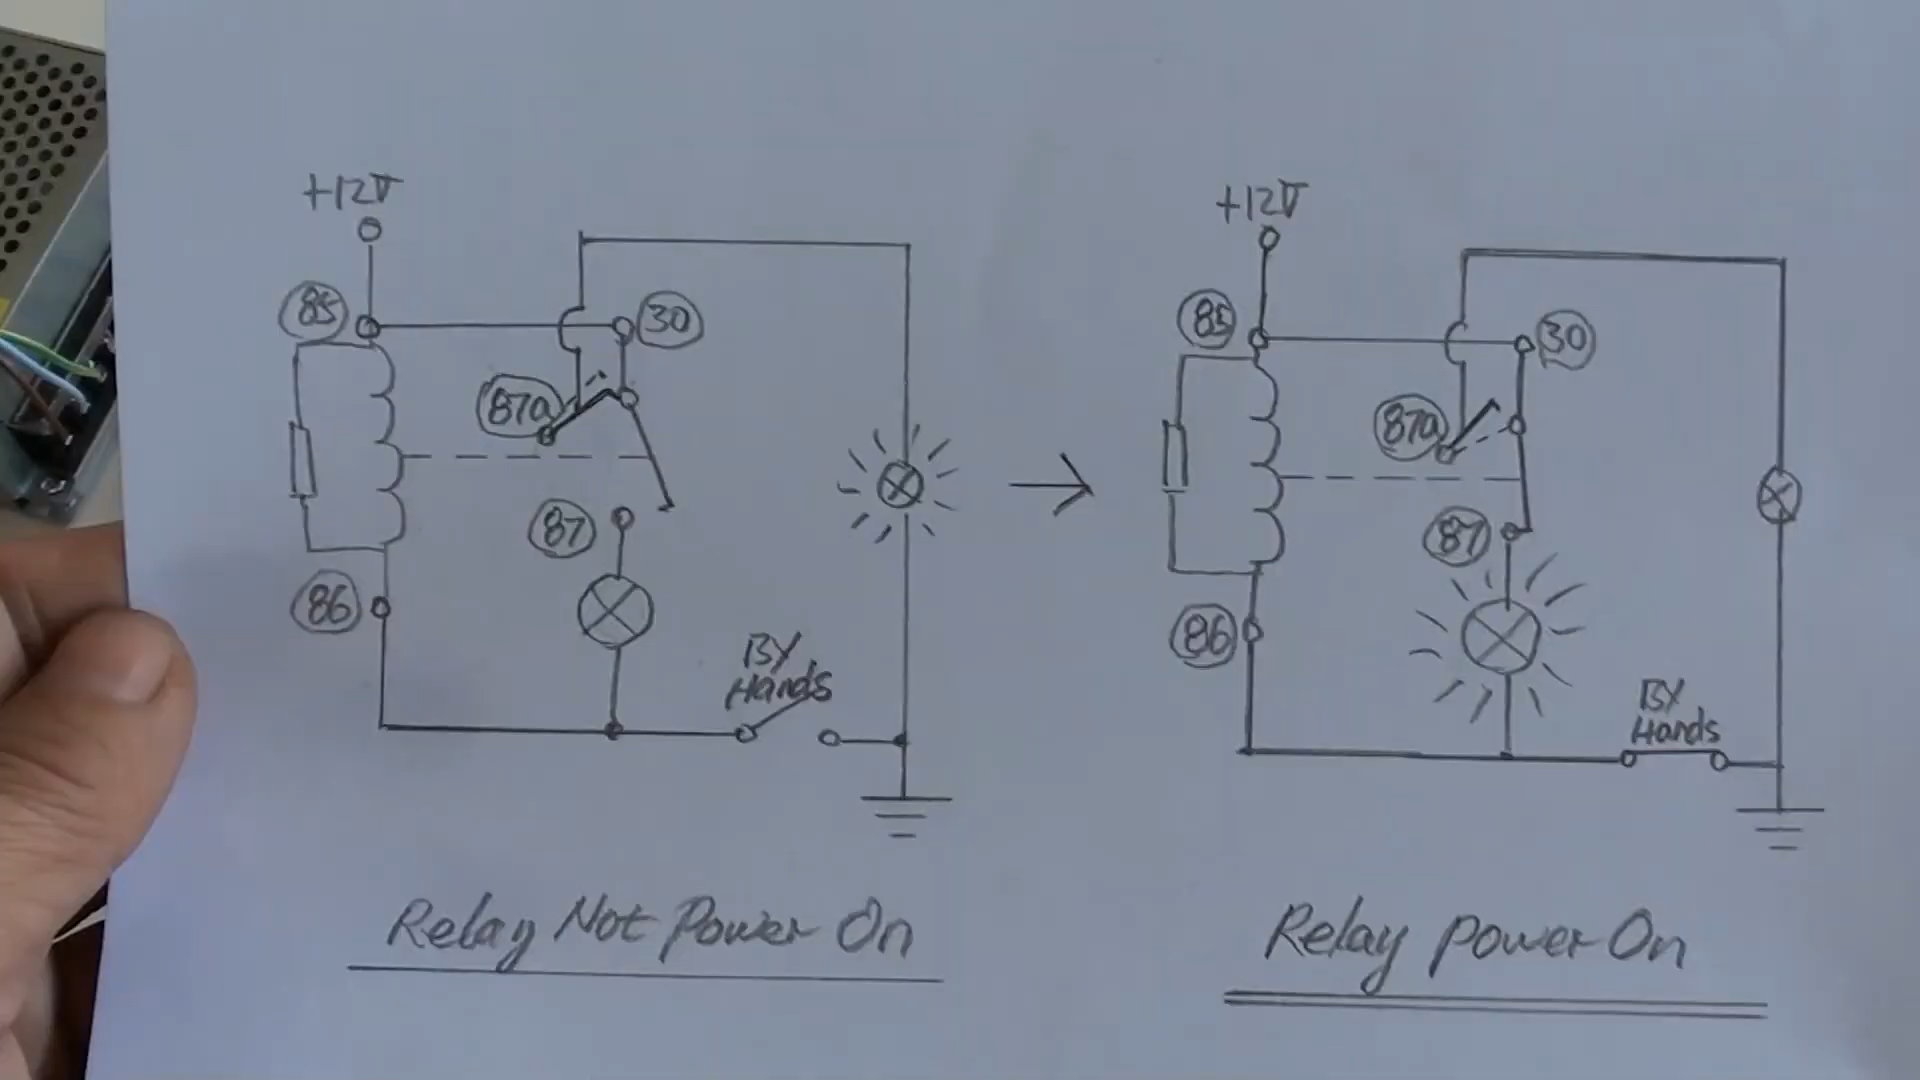 +12V
85
30
87a
87
86
BY
Hands
Relay Not Power On
+12V
85
30
87a
87
86
BY
Hands
Relay Power On